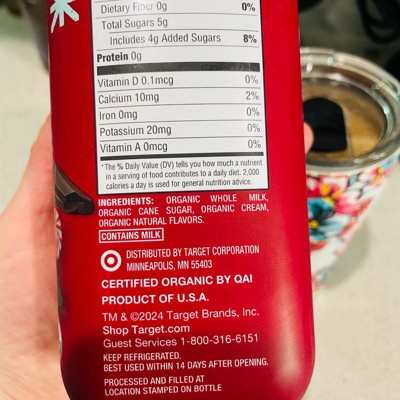 Dietary Fiber 0g 0%
Total Sugars 5g
Includes 4g Added Sugars 8%
Protein 0g
Vitamin D 0.1mcg 0%
Calcium 10mg 2%
Iron 0mg 0%
Potassium 20mg 0%
Vitamin A 0mcg 0%
*The % Daily Value (DV) tells you how much a nutrient
in a serving of food contributes to a daily diet. 2,000
calories a day is used for general nutrition advice.
INGREDIENTS: ORGANIC WHOLE MILK,
ORGANIC CANE SUGAR, ORGANIC CREAM,
ORGANIC NATURAL FLAVORS.
CONTAINS MILK
DISTRIBUTED BY TARGET CORPORATION
MINNEAPOLIS, MN 55403
CERTIFIED ORGANIC BY QAI
PRODUCT OF U.S.A.
TM & ©2024 Target Brands, Inc.
Shop Target.com
Guest Services 1-800-316-6151
KEEP REFRIGERATED.
BEST USED WITHIN 14 DAYS AFTER OPENING.
PROCESSED AND FILLED AT
LOCATION STAMPED ON BOTTLE